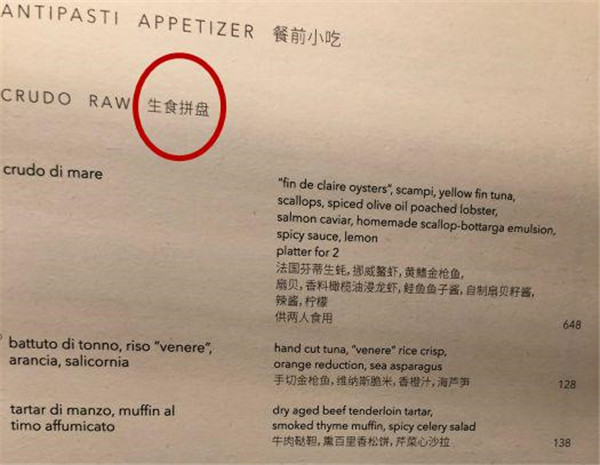 ANTIPASTI APPETIZER 餐前小吃
CRUDO RAW 生食拼盘
crudo di mare
"fin de claire oysters", scampi, yellow fin tuna,
scallops, spiced olive oil poached lobster,
salmon caviar, homemade scallop-bottarga emulsion,
spicy sauce, lemon
platter for 2
法国芬蒂生蚝, 挪威鳌虾, 黄鳍金枪鱼,
扇贝, 香料橄榄油浸龙虾, 鲑鱼鱼子酱, 自制扇贝籽酱,
辣酱, 柠檬
供两人食用
648
battuto di tonno, riso "venere",
arancia, salicornia
hand cut tuna, "venere" rice crisp,
orange reduction, sea asparagus
手切金枪鱼, 维纳斯脆米, 香橙汁, 海芦笋
128
tartar di manzo, muffin al
timo affumicato
dry aged beef tenderloin tartar,
smoked thyme muffin, spicy celery salad
牛肉鞑靼, 熏百里香松饼, 芹菜心沙拉
138